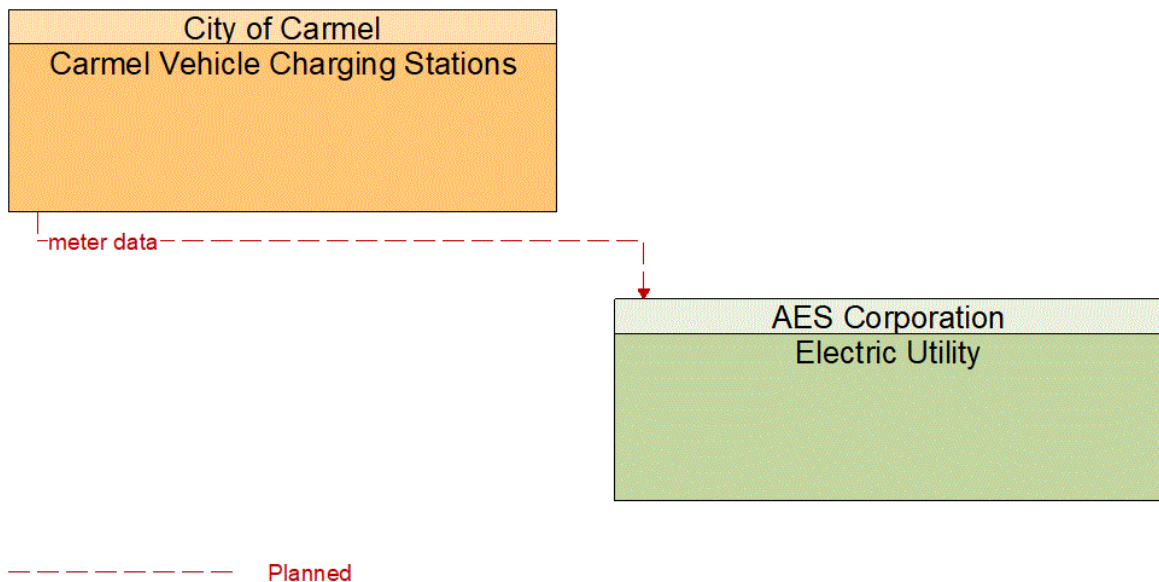 City of Carmel
Carmel Vehicle Charging Stations
meter data
AES Corporation
Electric Utility
Planned